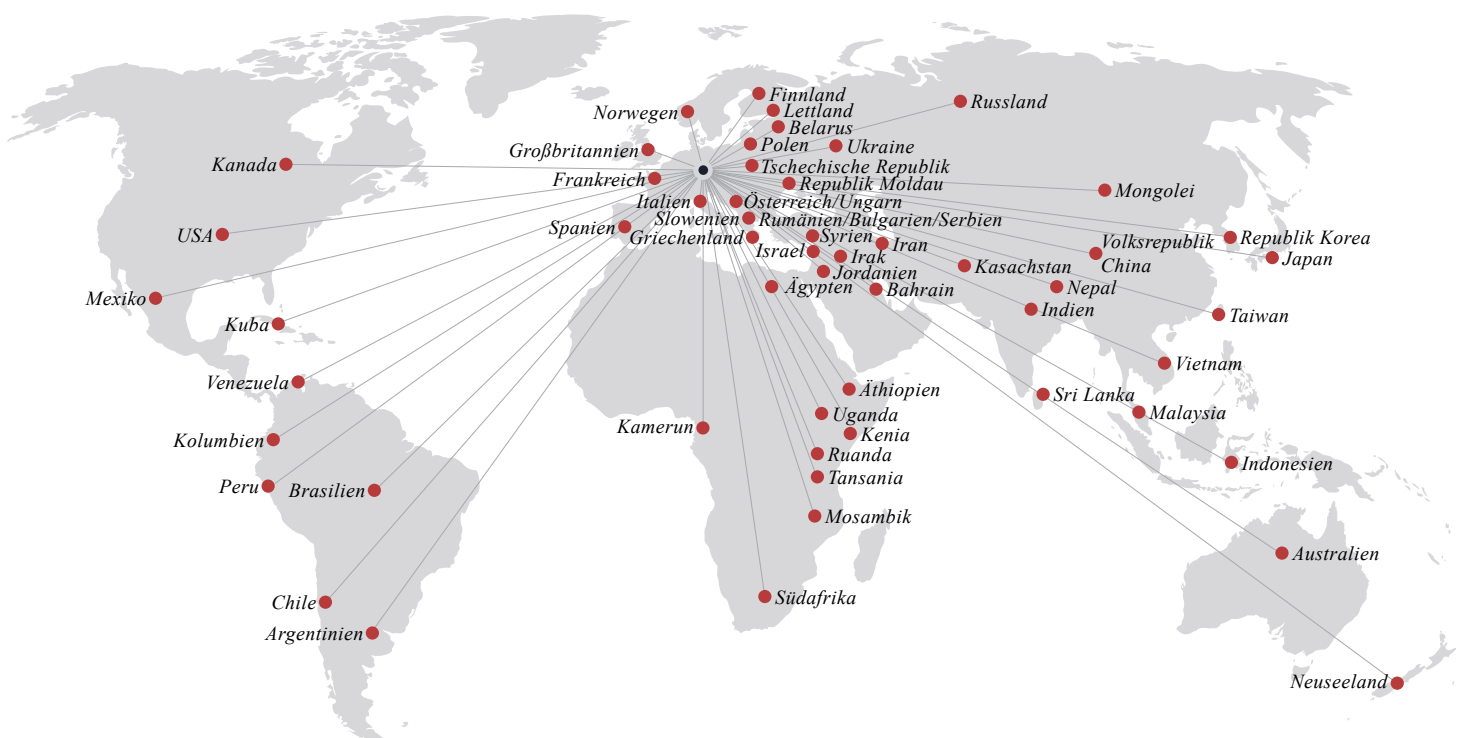 Finnland
Russland
Norwegen
Lettland
Belarus
Großbritannien
Polen
Ukraine
Kanada
Tschechische Republik
Frankreich
Republik Moldau
Mongolei
Italien
Österreich/Ungarn
Slowenien
Rumänien/Bulgarien/Serbien
Spanien
USA
Griechenland
Syrien
Iran
Volksrepublik
China
Republik Korea
Israel
Irak
Japan
Kasachstan
Jordanien
Ägypten
Bahrain
Nepal
Mexiko
Indien
Taiwan
Kuba
Vietnam
Venezuela
Äthiopien
Sri Lanka
Uganda
Malaysia
Kamerun
Kenia
Kolumbien
Ruanda
Indonesien
Tansania
Peru
Brasilien
Mosambik
Australien
Südafrika
Chile
Argentinien
Neuseeland